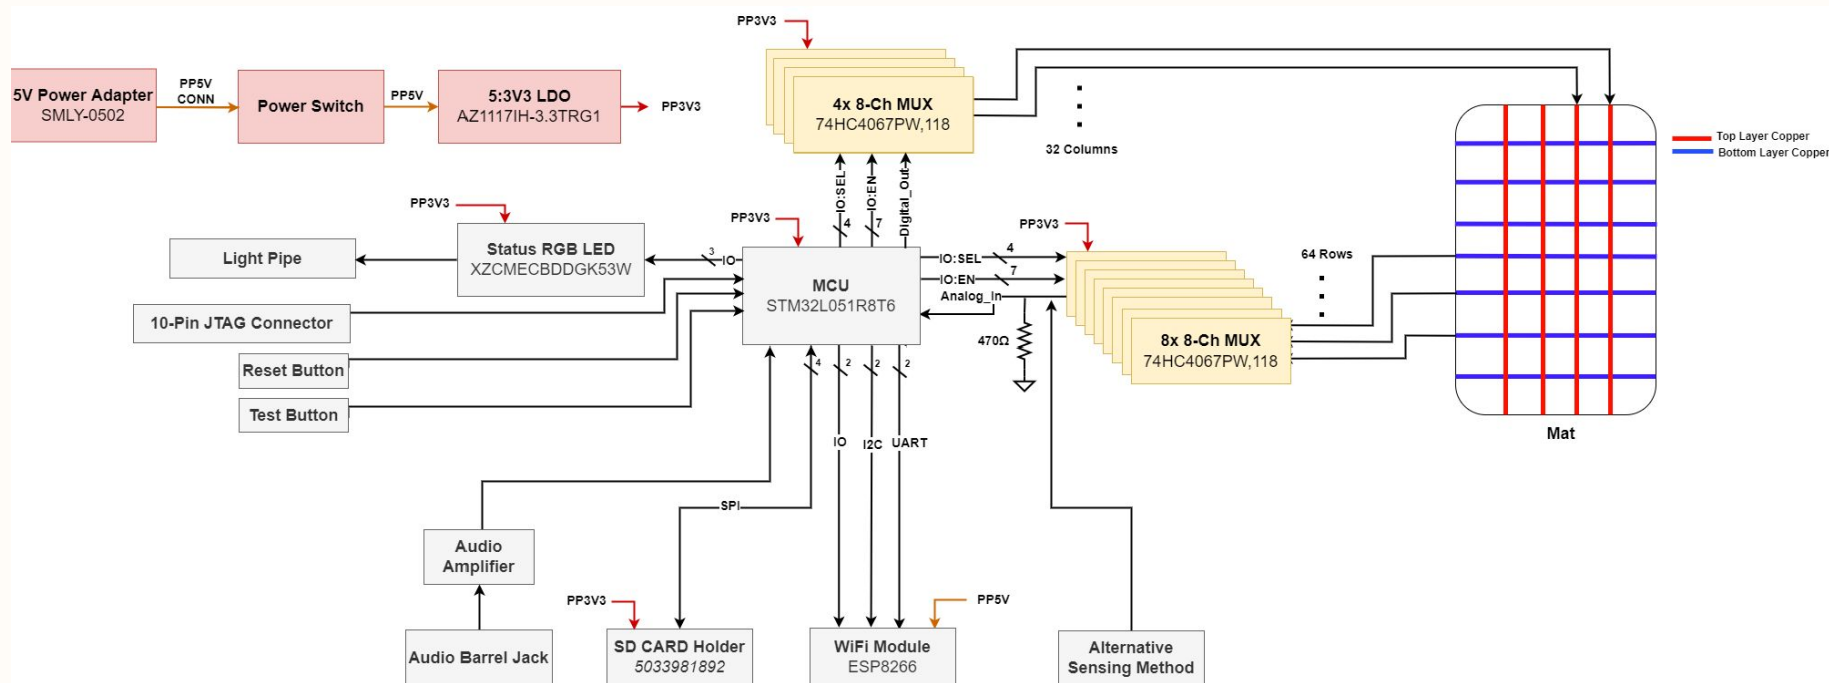 PP3V3
5V Power Adapter
SMLY-0502
PP5V
CONN
Power Switch
PP5V
5:3V3 LDO
AZ1117IH-3.3TRG1
PP3V3
4x 8-Ch MUX
74HC4067PW,118
32 Columns
Top Layer Copper
Bottom Layer Copper
IO:SEL
IO:EN
Digital_Out
4
7
PP3V3
Status RGB LED
XZCMECBDDGK53W
Light Pipe
3
IO
PP3V3
MCU
STM32L051R8T6
IO:SEL
4
IO:EN
7
Analog_In
PP3V3
64 Rows
470Ω
8x 8-Ch MUX
74HC4067PW,118
Mat
10-Pin JTAG Connector
Reset Button
Test Button
4
2
2
2
IO
I2C
UART
SPI
Audio
Amplifier
Audio Barrel Jack
PP3V3
SD CARD Holder
5033981892
PP5V
WiFi Module
ESP8266
Alternative
Sensing Method